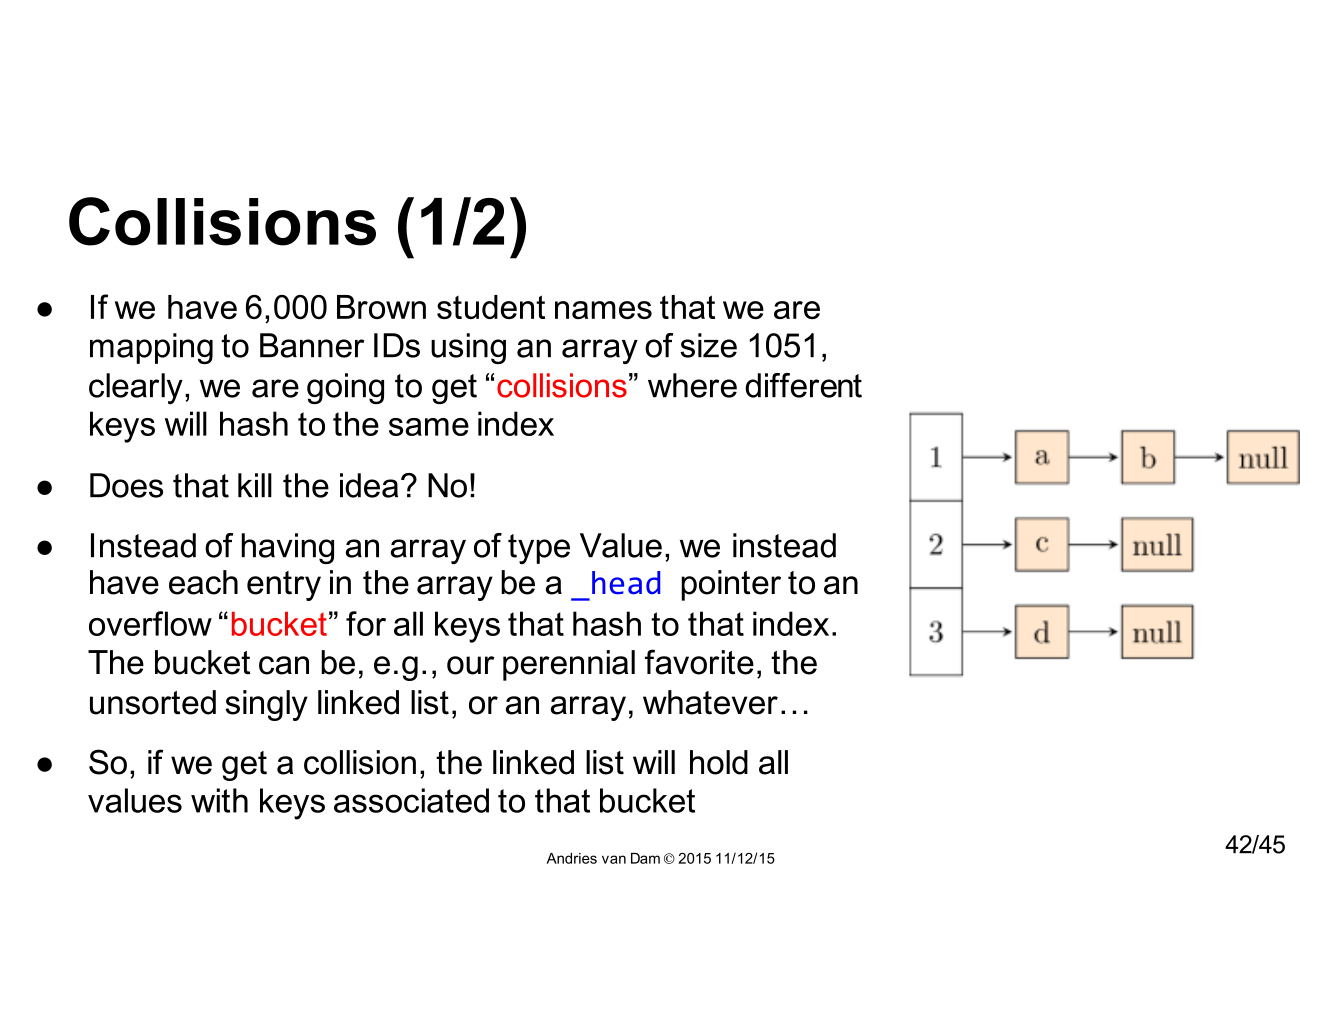 Collisions (1/2)
● If we have 6,000 Brown student names that we are
mapping to Banner IDs using an array of size 1051,
clearly, we are going to get “collisions” where different
keys will hash to the same index
● Does that kill the idea? No!
● Instead of having an array of type Value, we instead
have each entry in the array be a _head pointer to an
overflow “bucket” for all keys that hash to that index.
The bucket can be, e.g., our perennial favorite, the
unsorted singly linked list, or an array, whatever…
● So, if we get a collision, the linked list will hold all
values with keys associated to that bucket
1 a b null
2 c null
3 d null
Andries van Dam © 2015 11/12/15
42/45